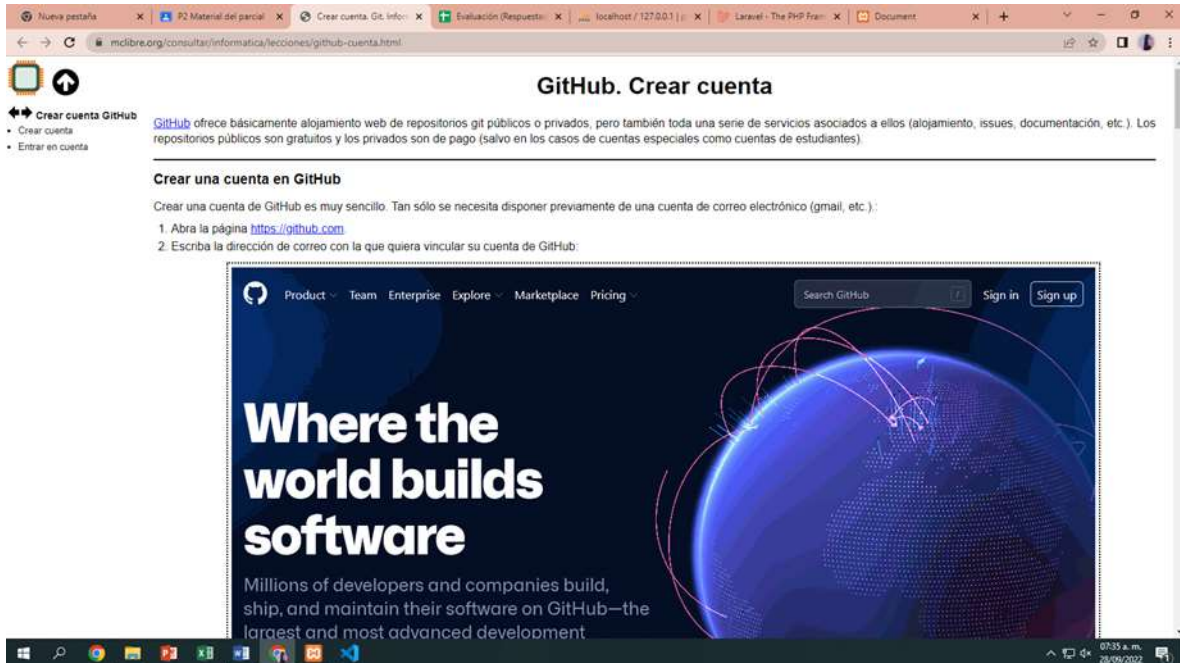 Nueva pestaña
P2 Material del parcial
Crear cuenta. Git. Inform
Evaluación (Respuestas
localhost / 127.0.0.1 | p
Laravel - The PHP Fram
Document
mclibre.org/consultar/informatica/lecciones/github-cuenta.html
GitHub. Crear cuenta
Crear cuenta GitHub
• Crear cuenta
• Entrar en cuenta
GitHub ofrece básicamente alojamiento web de repositorios git públicos o privados, pero también toda una serie de servicios asociados a ellos (alojamiento, issues, documentación, etc.). Los
repositorios públicos son gratuitos y los privados son de pago (salvo en los casos de cuentas especiales como cuentas de estudiantes).
Crear una cuenta en GitHub
Crear una cuenta de GitHub es muy sencillo. Tan sólo se necesita disponer previamente de una cuenta de correo electrónico (gmail, etc.).:
1. Abra la página https://github.com.
2. Escriba la dirección de correo con la que quiera vincular su cuenta de GitHub:
Product Team Enterprise Explore Marketplace Pricing Search GitHub / Sign in Sign up
Where the
world builds
software
Millions of developers and companies build,
ship, and maintain their software on GitHub—the
largest and most advanced development
07:35 a. m.
28/09/2022